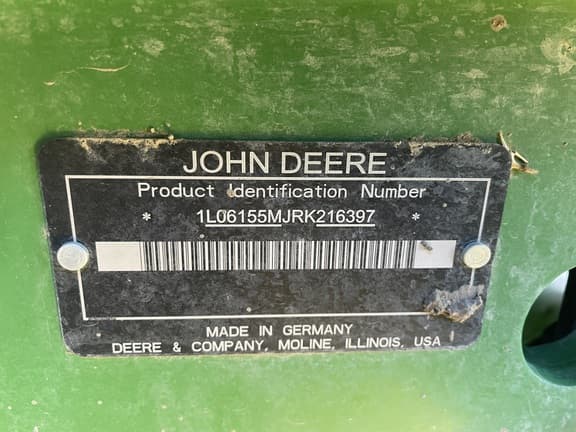 JOHN DEERE
Product Identification Number
* 1L06155MJRK216397 *
MADE IN GERMANY
DEERE & COMPANY, MOLINE, ILLINOIS, USA